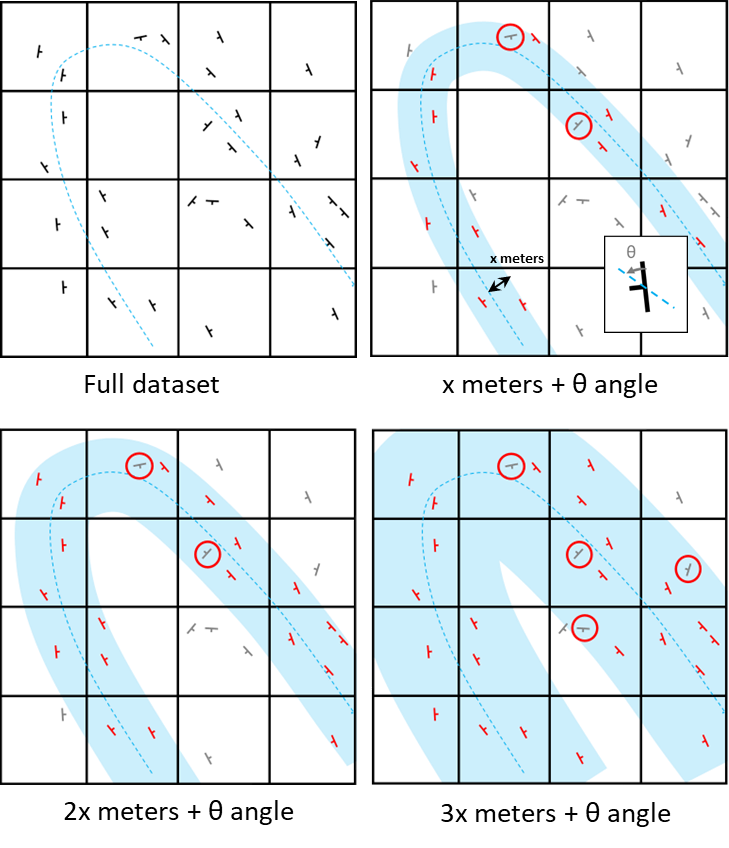 x meters
θ
Full dataset
x meters + θ angle
2x meters + θ angle
3x meters + θ angle